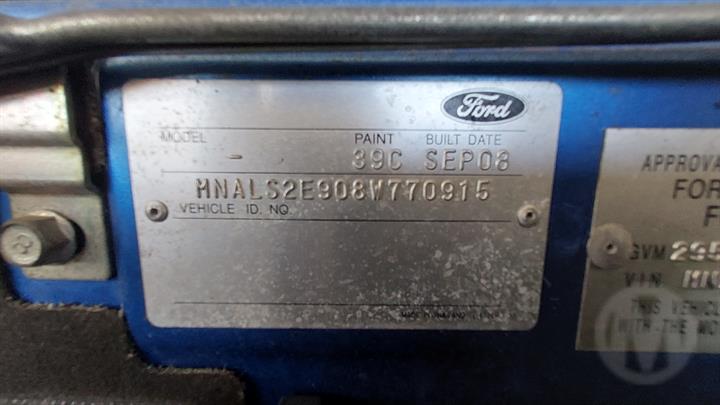 Ford
MODEL PAINT BUILT DATE
- 39C SEP08
MNALS2E908W770915
VEHICLE ID. NO.
APPROVA
FOR
F
GVM 295
VIN
THIS VEHICL
WITH THE MO
M